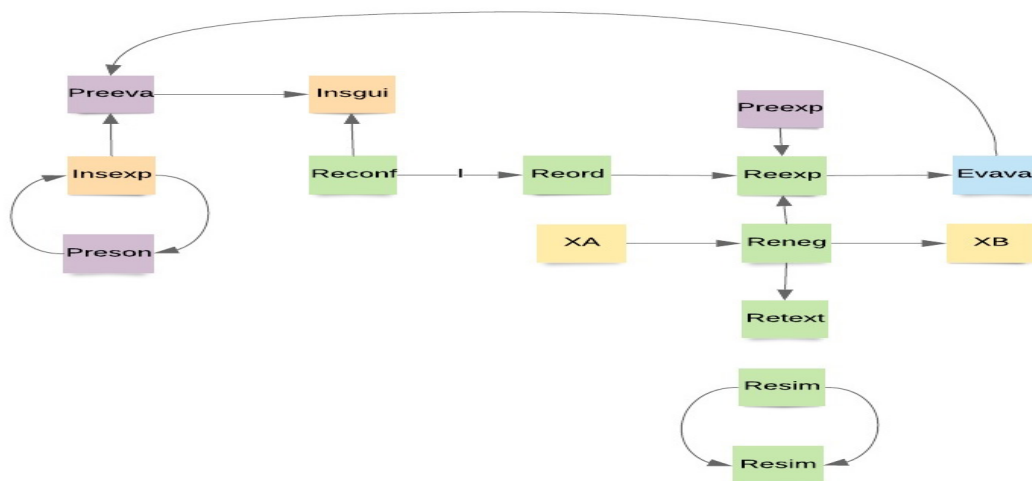 Preeva
Insgui
Preexp
Insexp
Reconf
I
Reord
Reexp
Evava
Preson
XA
Reneg
XB
Retext
Resim
Resim